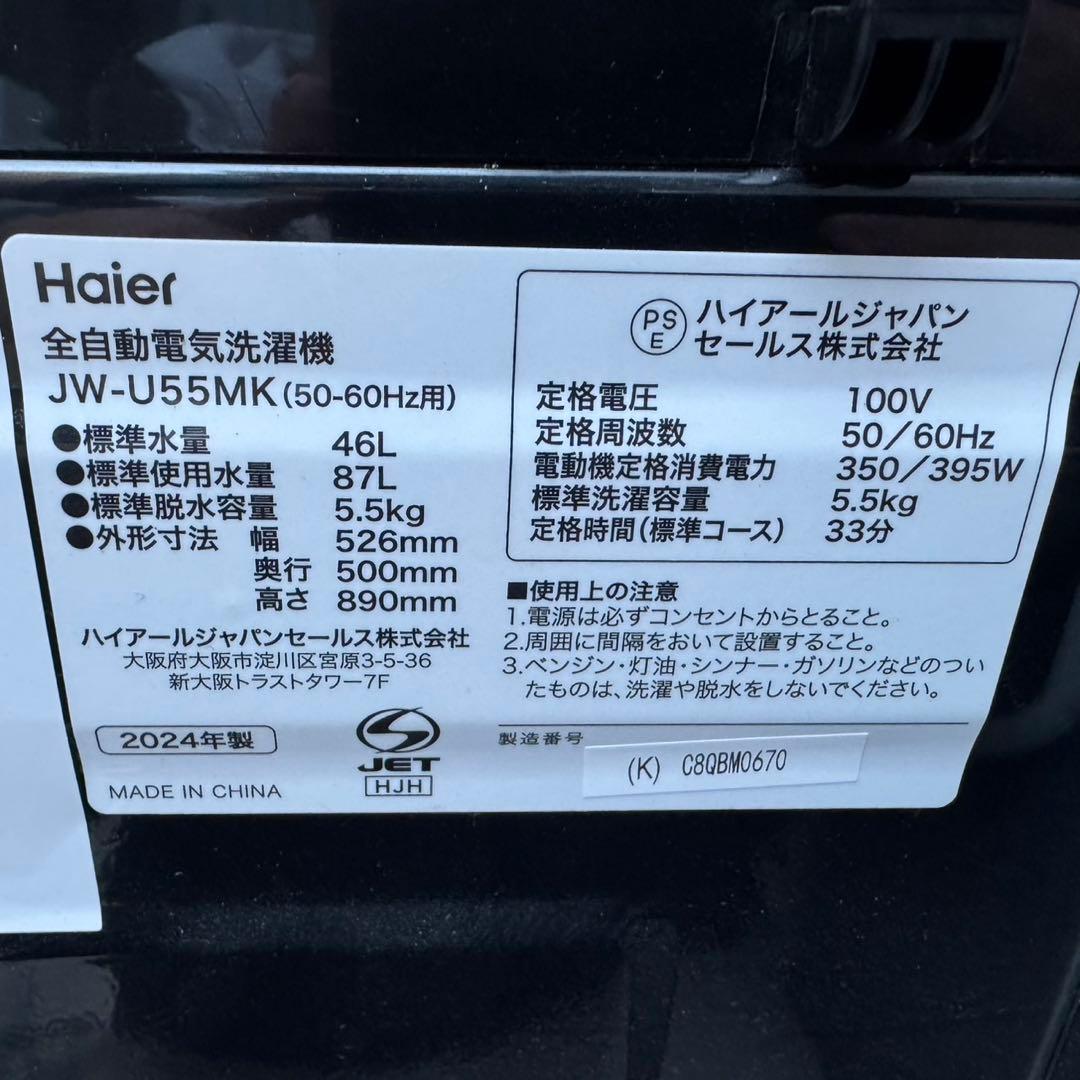 Haier
全自動電気洗濯機
JW-U55MK(50-60Hz用)
●標準水量 46L
●標準使用水量 87L
●標準脱水容量 5.5kg
●外形寸法 幅 526mm
奥行 500mm
高さ 890mm
ハイアールジャパンセールス株式会社
大阪府大阪市淀川区宮原3-5-36
新大阪トラストタワー7F
2024年製
MADE IN CHINA
JET
HJH
PS
E
ハイアールジャパン
セールス株式会社
定格電圧 100V
定格周波数 50/60Hz
電動機定格消費電力 350/395W
標準洗濯容量 5.5kg
定格時間(標準コース) 33分
■使用上の注意
1.電源は必ずコンセントからとること。
2.周囲に間隔をおいて設置すること。
3.ベンジン・灯油・シンナー・ガソリンなどのつい
たものは、洗濯や脱水をしないでください。
製造番号
(K) C8QBM0670